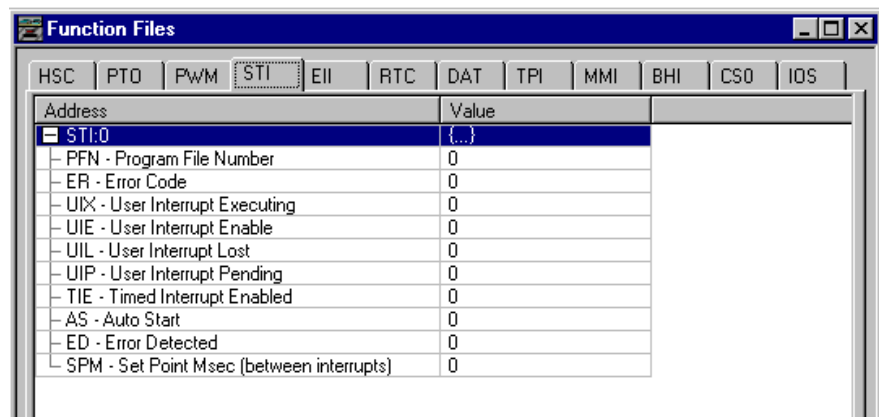 Function Files
HSC PTO PWM STI EII RTC DAT TPI MMI BHI CS0 IOS
Address Value
STI:0 {...}
PFN - Program File Number 0
ER - Error Code 0
UIX - User Interrupt Executing 0
UIE - User Interrupt Enable 0
UIL - User Interrupt Lost 0
UIP - User Interrupt Pending 0
TIE - Timed Interrupt Enabled 0
AS - Auto Start 0
ED - Error Detected 0
SPM - Set Point Msec (between interrupts) 0